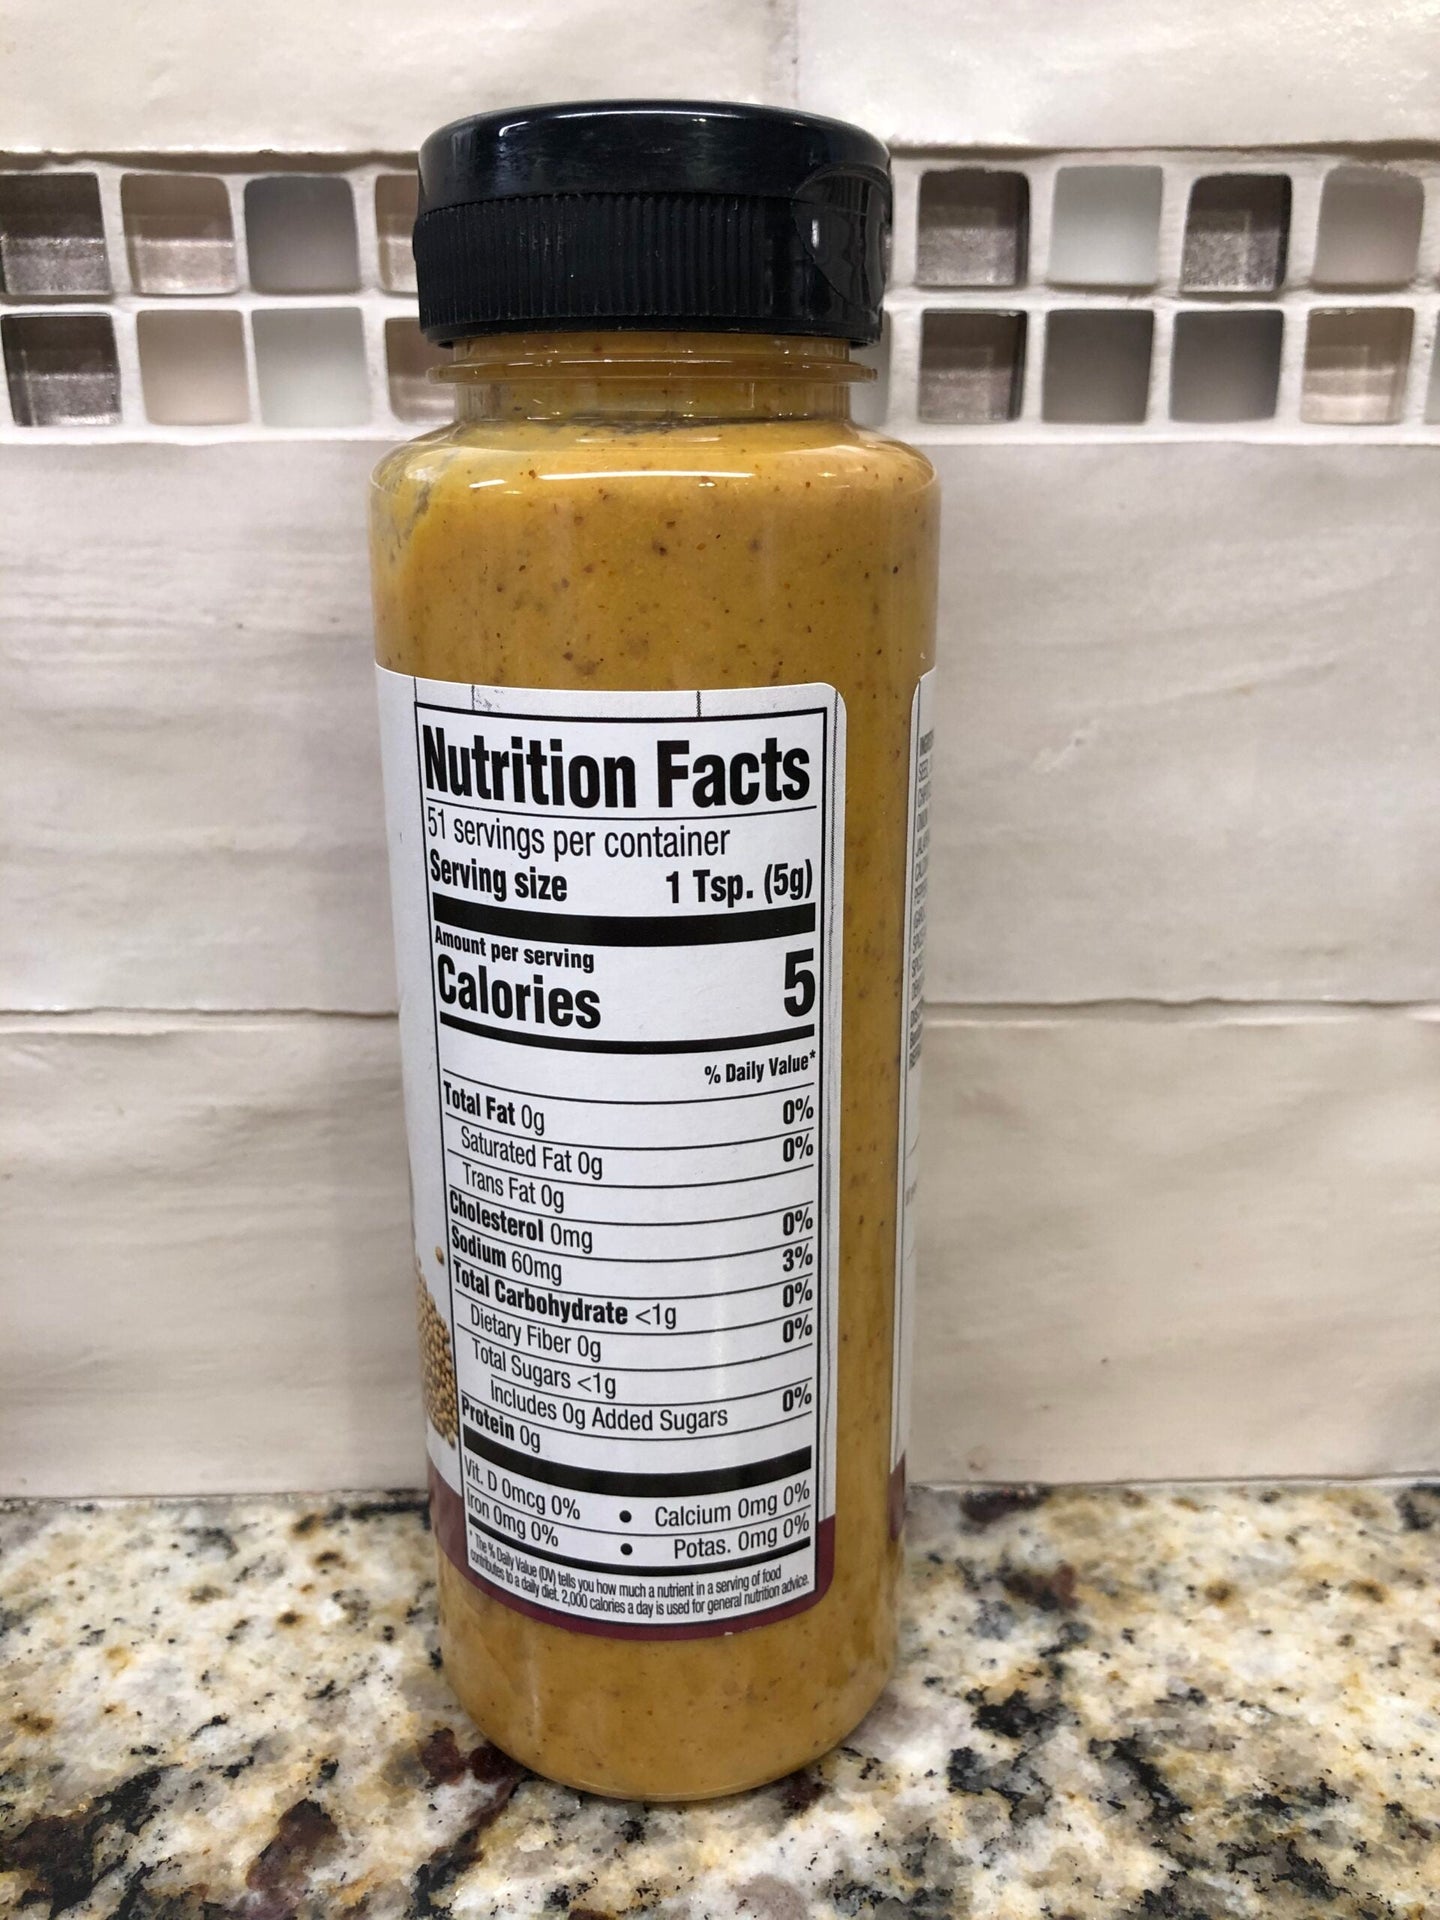 Nutrition Facts
51 servings per container
Serving size 1 Tsp. (5g)
Amount per serving
Calories 5
% Daily Value*
Total Fat 0g 0%
Saturated Fat 0g 0%
Trans Fat 0g
Cholesterol 0mg 0%
Sodium 60mg 3%
Total Carbohydrate <1g 0%
Dietary Fiber 0g 0%
Total Sugars <1g
Includes 0g Added Sugars 0%
Protein 0g
Vit. D 0mcg 0% • Calcium 0mg 0%
Iron 0mg 0% • Potas. 0mg 0%
* The % Daily Value (DV) tells you how much a nutrient in a serving of food
contributes to a daily diet. 2,000 calories a day is used for general nutrition advice.